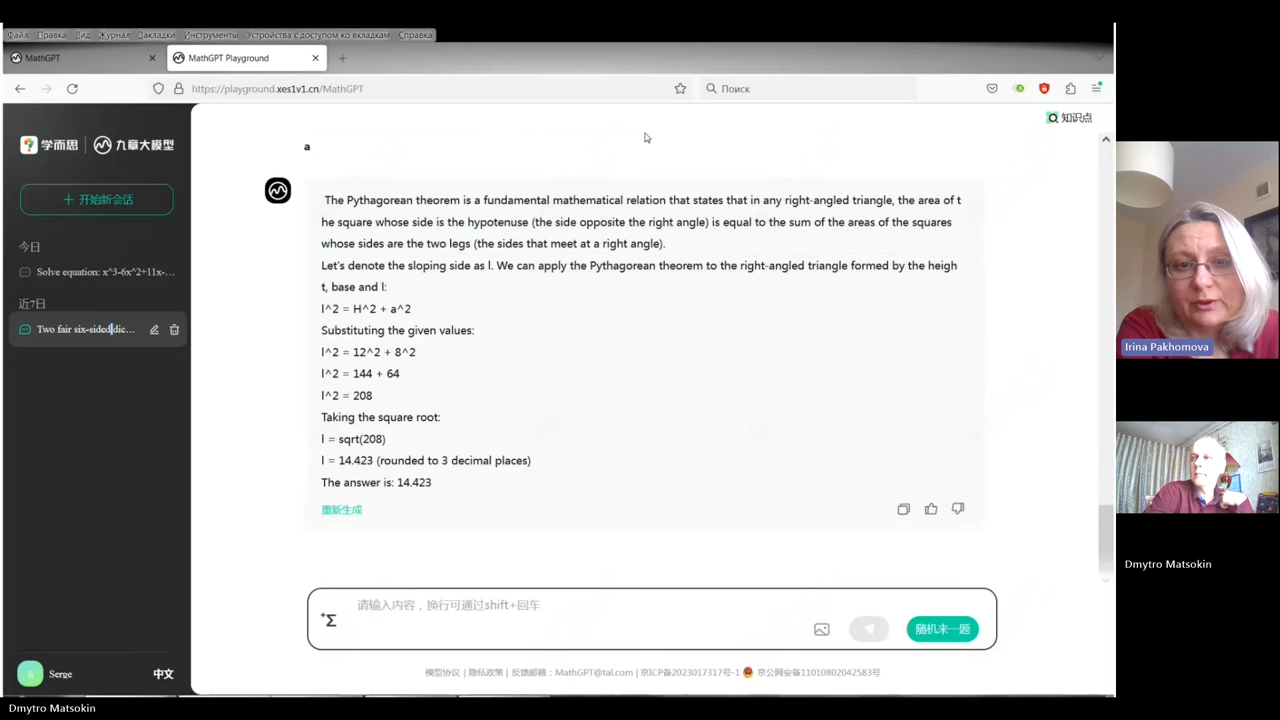 Файл Правка Вид Журнал Закладки Инструменты Устройства с доступом ко вкладкам Справка
MathGPT
MathGPT Playground
https://playground.xes1v1.cn/MathGPT
Поиск
学而思 九章大模型
知识点
开始新会话
今日
Solve equation: x^3-6x^2+11x-...
近7日
Two fair six-sided dic...
a
The Pythagorean theorem is a fundamental mathematical relation that states that in any right-angled triangle, the area of t
he square whose side is the hypotenuse (the side opposite the right angle) is equal to the sum of the areas of the squares
whose sides are the two legs (the sides that meet at a right angle).
Let's denote the sloping side as l. We can apply the Pythagorean theorem to the right-angled triangle formed by the heigh
t, base and l:
l^2 = H^2 + a^2
Substituting the given values:
l^2 = 12^2 + 8^2
l^2 = 144 + 64
l^2 = 208
Taking the square root:
l = sqrt(208)
l = 14.423 (rounded to 3 decimal places)
The answer is: 14.423
重新生成
请输入内容，换行可通过shift+回车
随机来一题
模型协议 | 隐私政策 | 反馈邮箱：MathGPT@tal.com | 京ICP备2023017317号-1 京公网安备11010802042583号
S Serge 中文
Irina Pakhomova
Dmytro Matsokin
Dmytro Matsokin